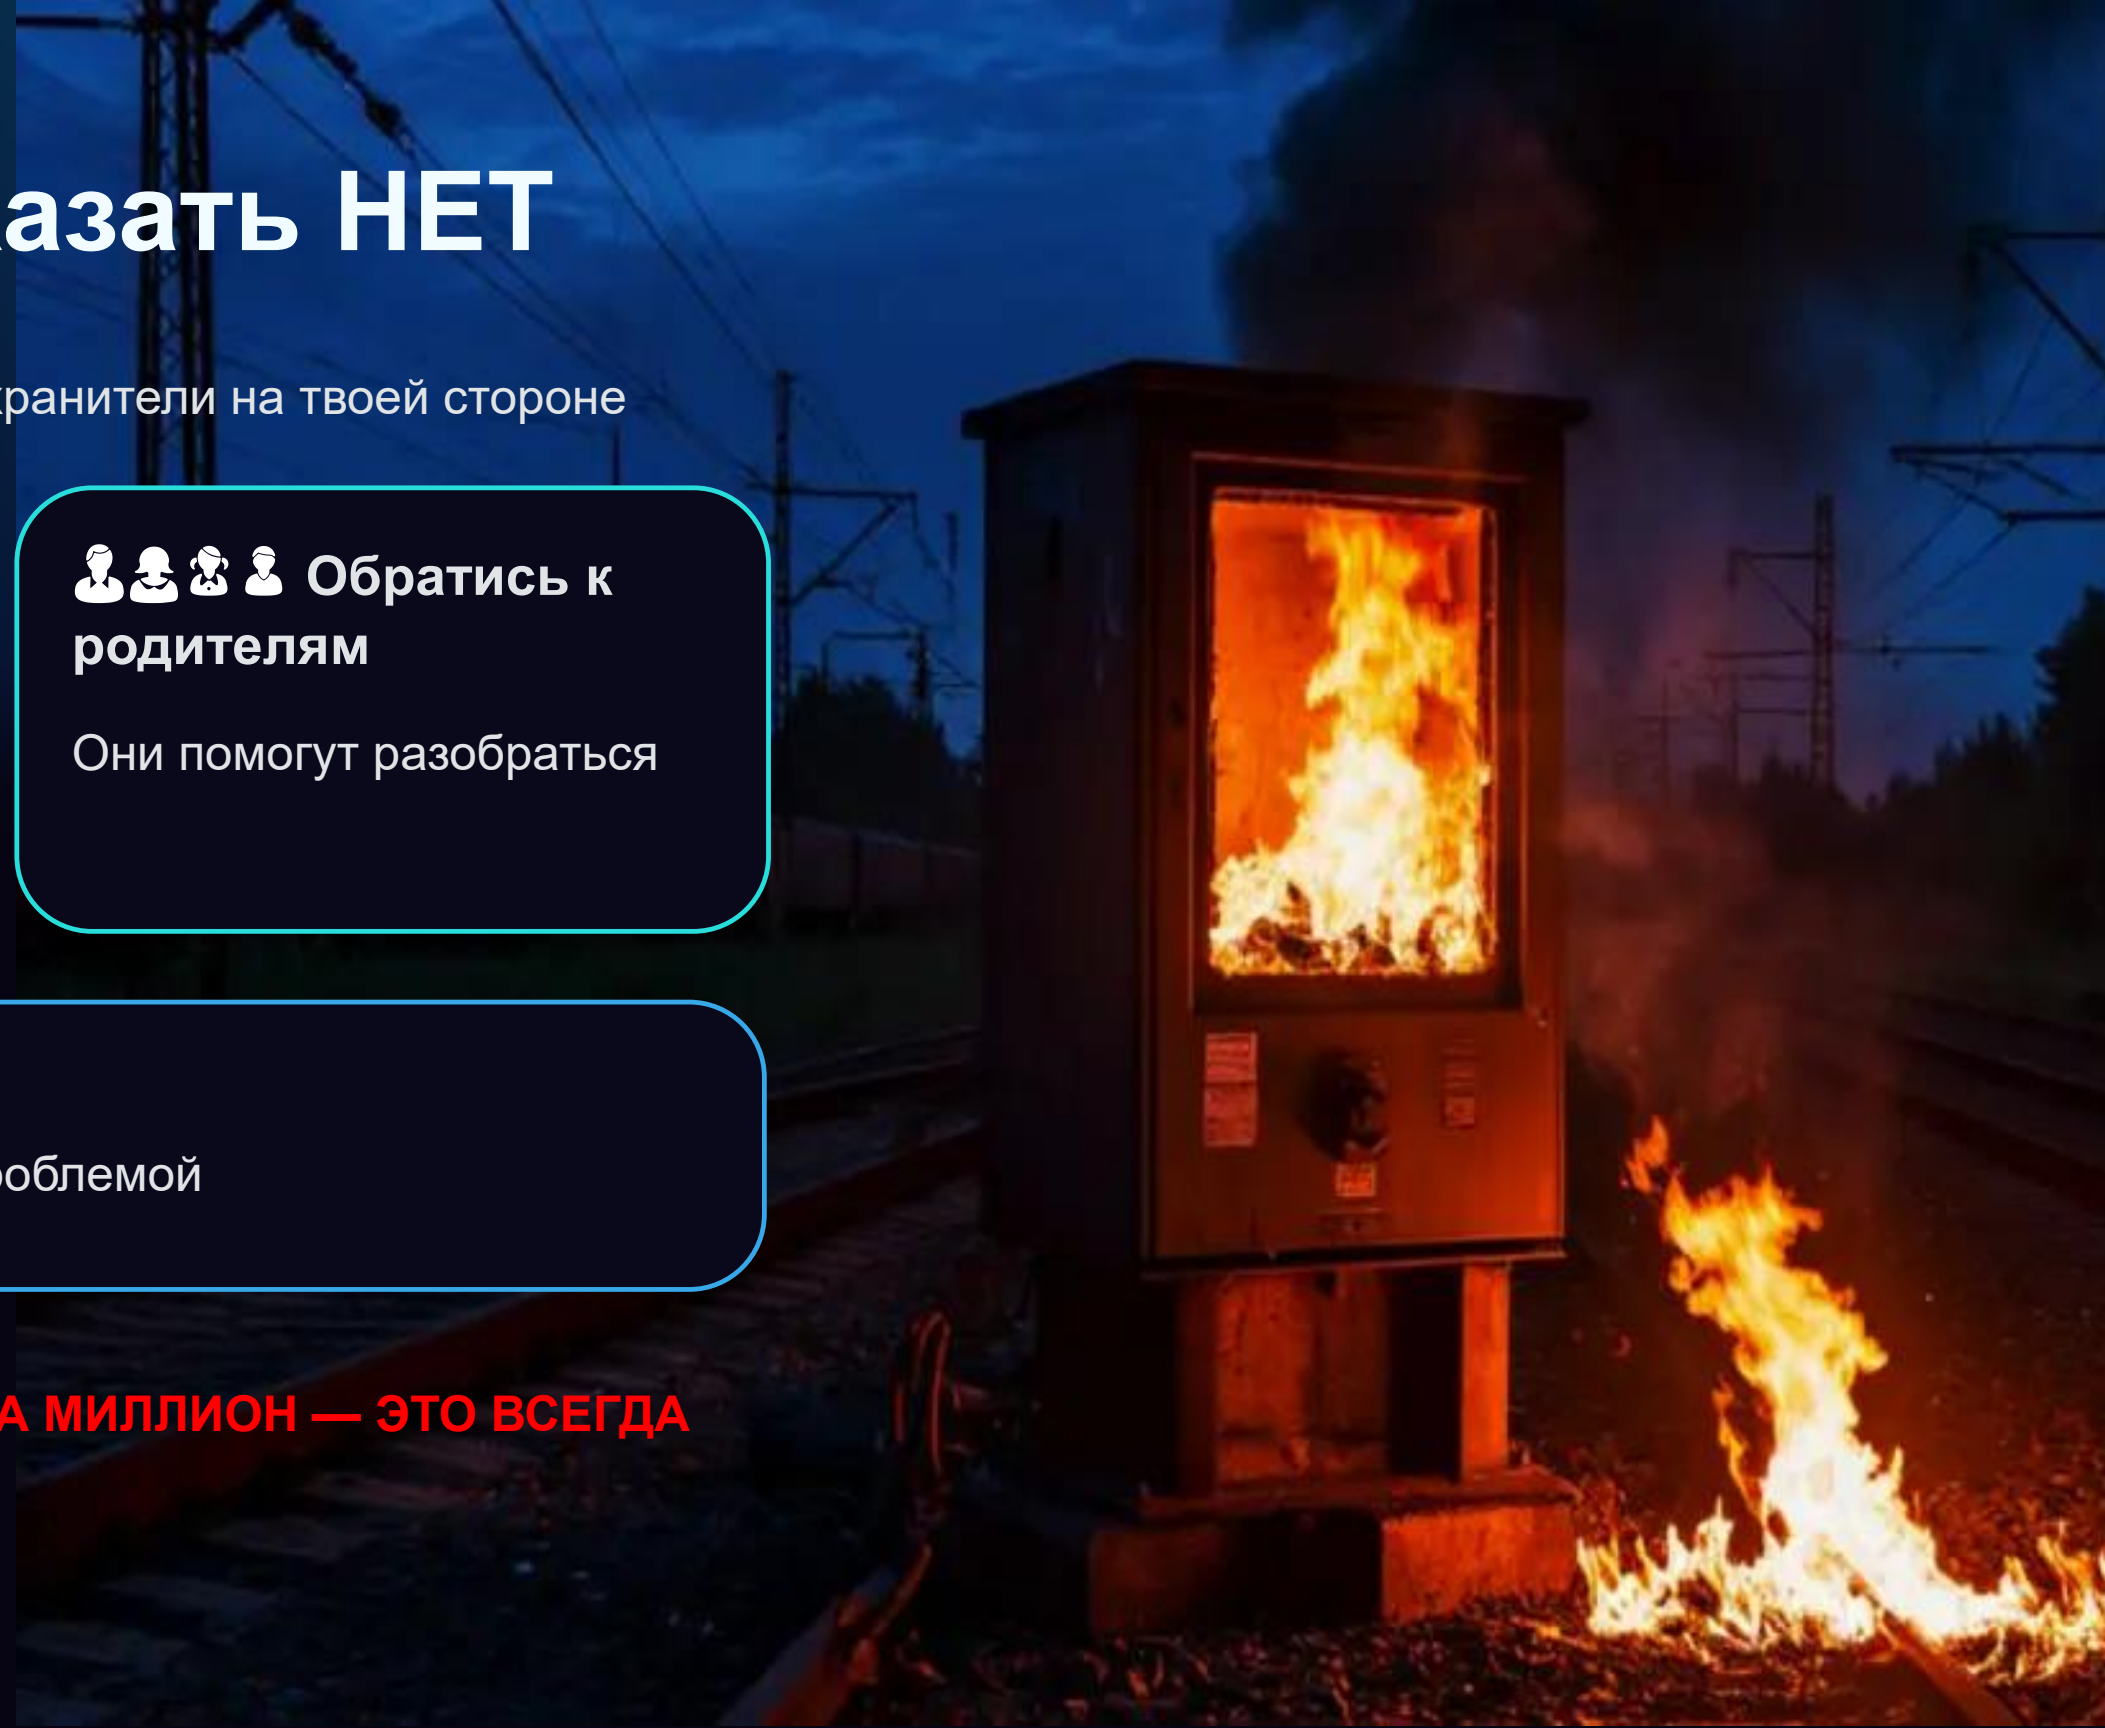 азать НЕТ
хранители на твоей стороне
Обратись к
родителям
Они помогут разобраться
облемой
А МИЛЛИОН — ЭТО ВСЕГДА